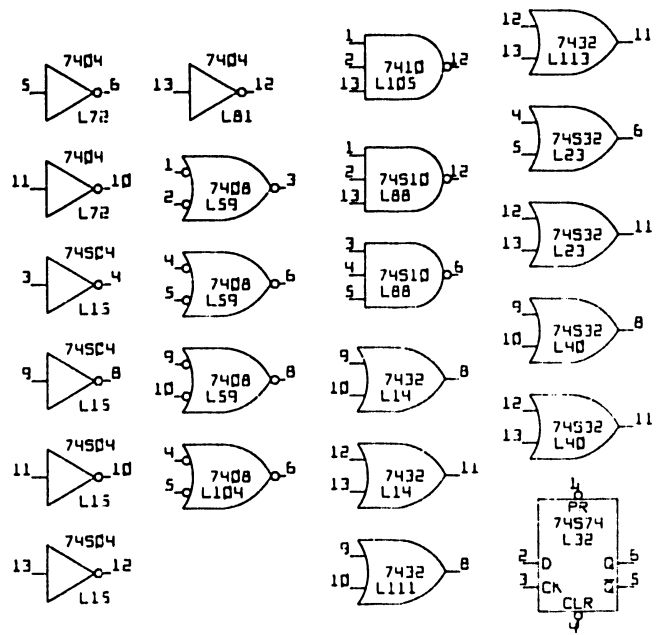 7404
5 6
L72
7404
11 10
L72
74S04
3 4
L15
74S04
9 8
L15
74S04
11 10
L15
74S04
13 12
L15
7404
13 12
L81
1
7408 3
2 L59
4
7408 6
5 L59
9
7408 8
10 L59
4
7408 6
5 L104
1
2 7410 12
13 L105
1
2 74S10 12
13 L88
3
4 74S10 6
5 L88
9
7432 8
10 L14
12
7432 11
13 L14
9
7432 8
10 L111
12
7432 11
13 L113
4
74S32 6
5 L23
12
74S32 11
13 L23
9
74S32 8
10 L40
12
74S32 11
13 L40
1
PR
74S74
L32
2 D Q 6
3 CK Q 5
CLR
4